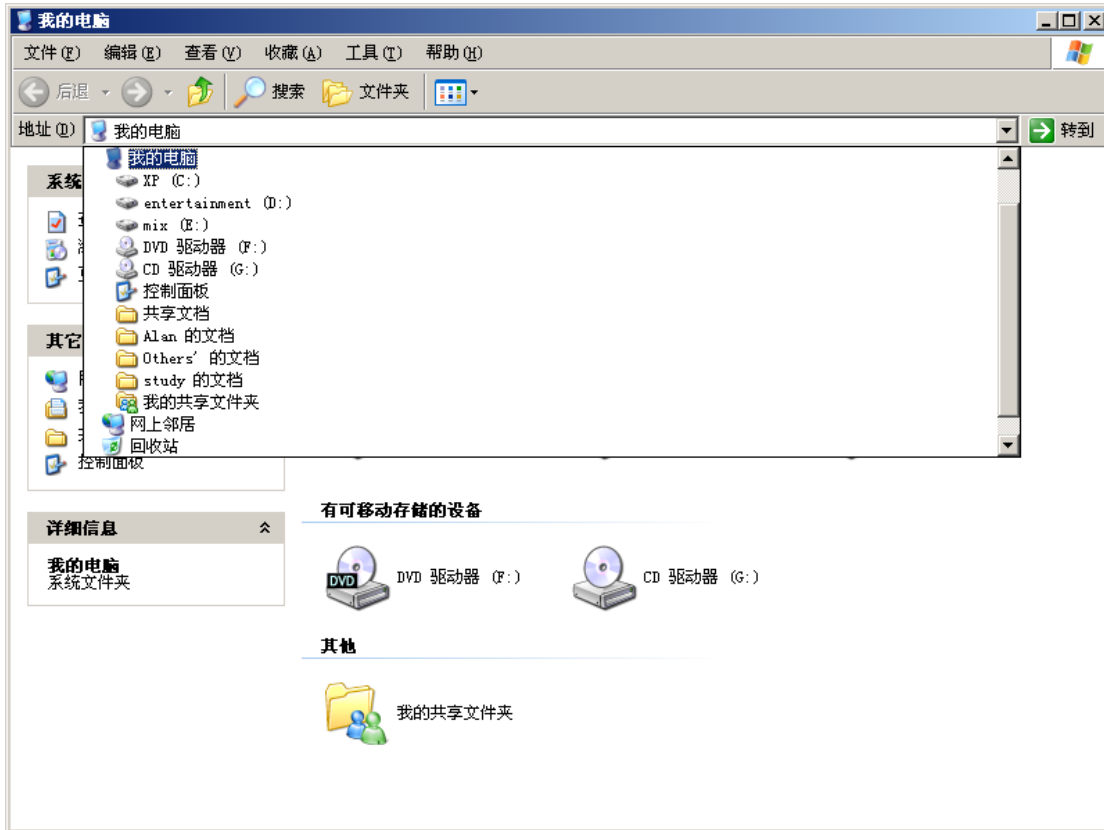 我的电脑
文件(F) 编辑(E) 查看(V) 收藏(A) 工具(T) 帮助(H)
后退 搜索 文件夹
地址(D) 我的电脑 转到
我的电脑
XP (C:)
entertainment (D:)
mix (E:)
DVD 驱动器 (F:)
CD 驱动器 (G:)
控制面板
共享文档
Alan 的文档
Others' 的文档
study 的文档
我的共享文件夹
网上邻居
回收站
系统
其它
控制面板
详细信息
我的电脑
系统文件夹
有可移动存储的设备
DVD
DVD 驱动器 (F:)
CD 驱动器 (G:)
其他
我的共享文件夹